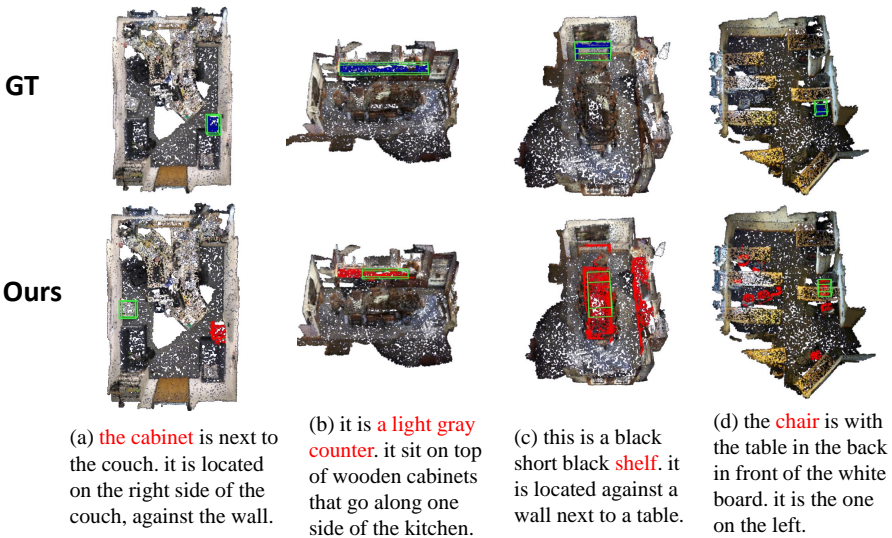 GT
Ours
(a) the cabinet is next to
the couch. it is located
on the right side of the
couch, against the wall.
(b) it is a light gray
counter. it sit on top
of wooden cabinets
that go along one
side of the kitchen.
(c) this is a black
short black shelf. it
is located against a
wall next to a table.
(d) the chair is with
the table in the back
in front of the white
board. it is the one
on the left.